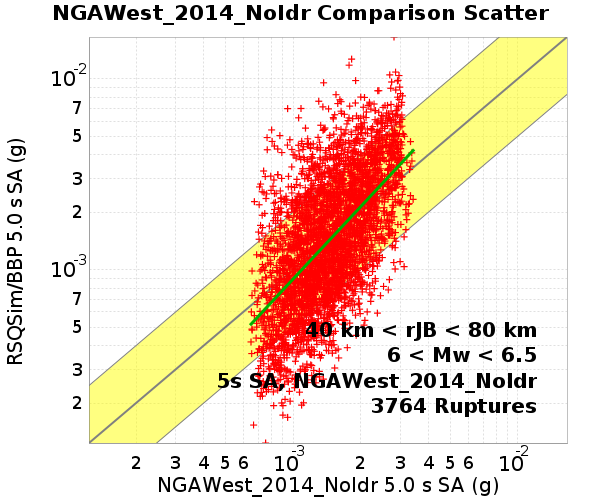 NGAWest_2014_NoIdr Comparison Scatter
RSQSim/BBP 5.0 s SA (g)
10-2
7
5
3
2
10-3
7
5
3
2
40 km < rJB < 80 km
6 < Mw < 6.5
5s SA, NGAWest_2014_NoIdr
3764 Ruptures
2 3 4 5 6 10-3 2 3 4 5 6 10-2
NGAWest_2014_NoIdr 5.0 s SA (g)